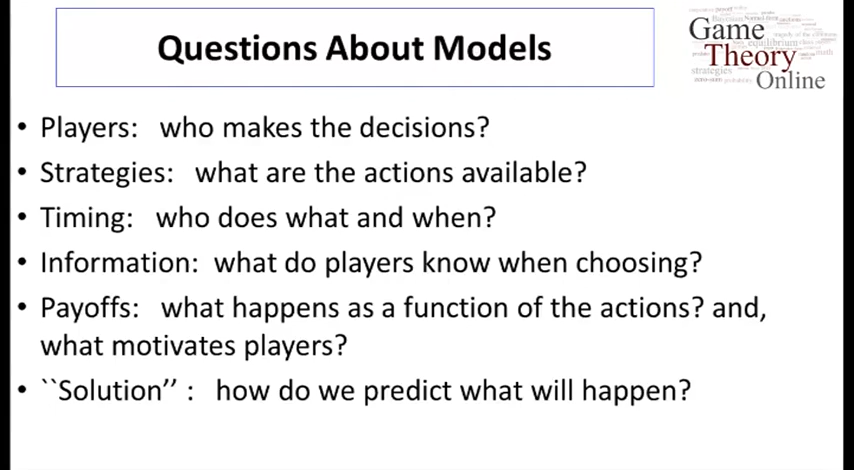 Questions About Models
Game
Theory
Online
equilibrium
strategies
• Players: who makes the decisions?
• Strategies: what are the actions available?
• Timing: who does what and when?
• Information: what do players know when choosing?
• Payoffs: what happens as a function of the actions? and,
what motivates players?
• ``Solution’’ : how do we predict what will happen?